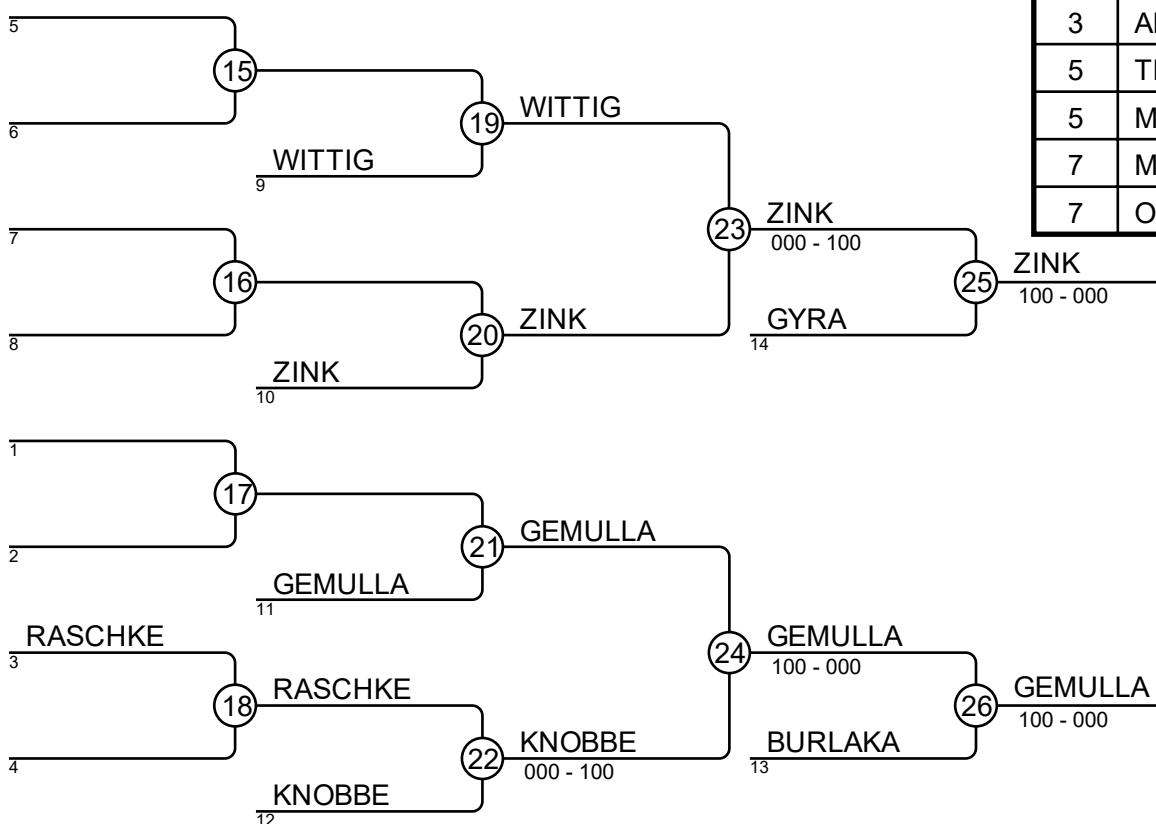 5
15
6
19
WITTIG
WITTIG
9
7
16
8
20
ZINK
ZINK
10
23
ZINK
000 - 100
GYRA
14
25
ZINK
100 - 000
1
17
2
21
GEMULLA
GEMULLA
11
RASCHKE
3
18
4
RASCHKE
22
KNOBBE
000 - 100
KNOBBE
12
24
GEMULLA
100 - 000
BURLAKA
13
26
GEMULLA
100 - 000
3
5
5
7
7